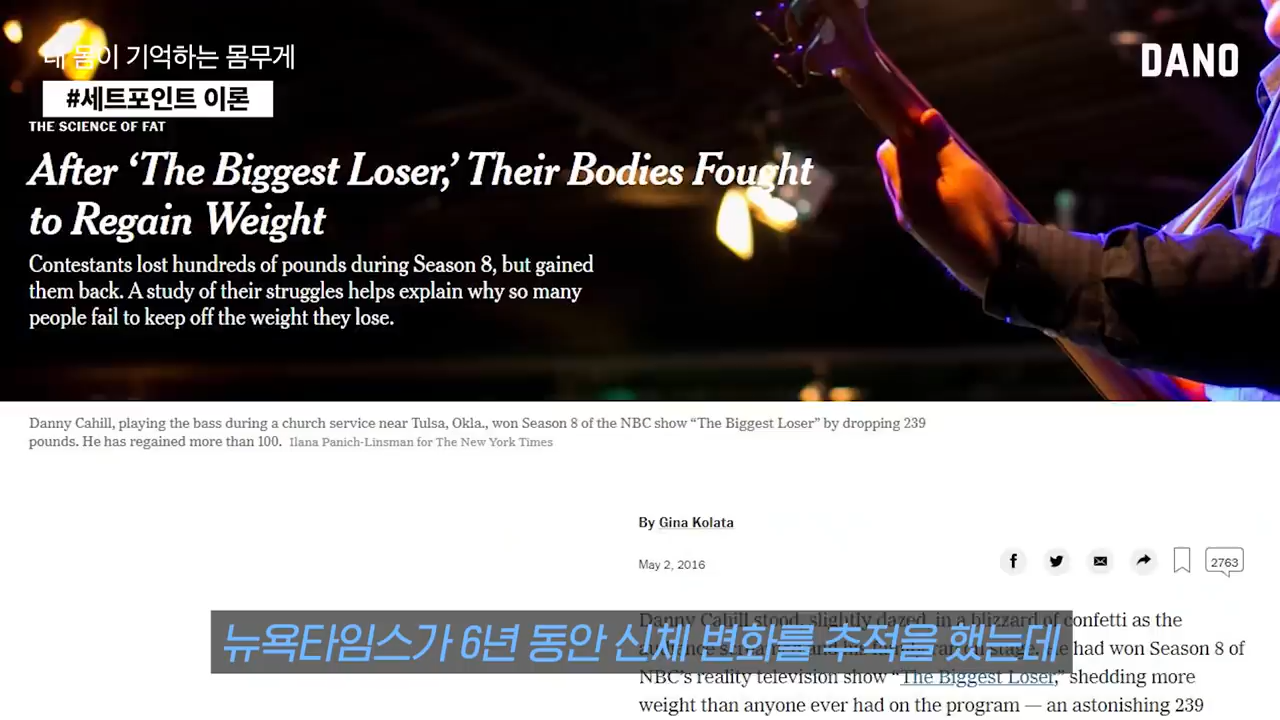 내 몸이 기억하는 몸무게
DANO
#세트포인트 이론
THE SCIENCE OF FAT
After ‘The Biggest Loser,’ Their Bodies Fought
to Regain Weight
Contestants lost hundreds of pounds during Season 8, but gained
them back. A study of their struggles helps explain why so many
people fail to keep off the weight they lose.
Danny Cahill, playing the bass during a church service near Tulsa, Okla., won Season 8 of the NBC show “The Biggest Loser” by dropping 239
pounds. He has regained more than 100. Ilana Panich-Linsman for The New York Times
By Gina Kolata
May 2, 2016
2763
Danny Cahill stood, slightly dazed, in a blizzard of confetti as the
뉴욕타임스가 6년 동안 신체 변화를 추적을 했는데
had won Season 8 of
NBC’s reality television show “The Biggest Loser,” shedding more
weight than anyone ever had on the program — an astonishing 239